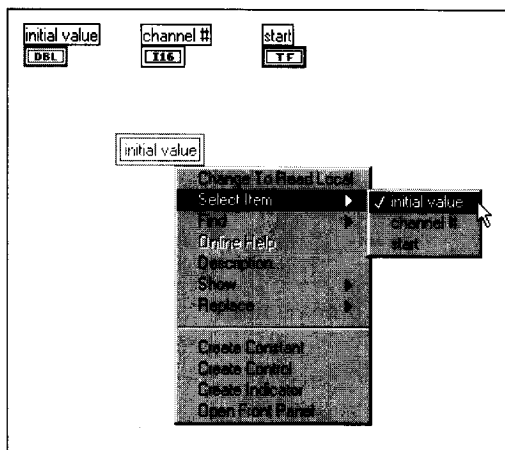 initial value channel # start
DBL I16 TF
initial value
Change To Read Local
Select Item ✓ initial value
Find channel #
Online Help start
Description
Show
Replace
Create Constant
Create Control
Create Indicator
Open Front Panel